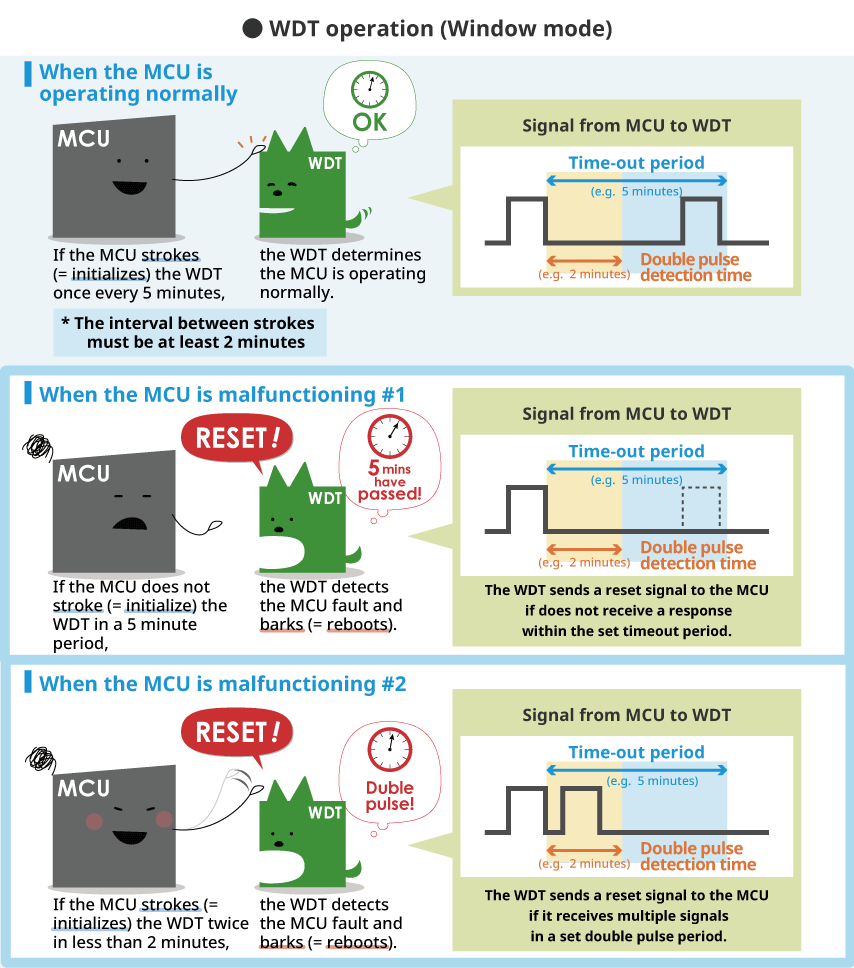 ● WDT operation (Window mode)
When the MCU is
operating normally
OK
MCU
WDT
If the MCU strokes
(= initializes) the WDT
once every 5 minutes,
the WDT determines
the MCU is operating
normally.
* The interval between strokes
must be at least 2 minutes
Signal from MCU to WDT
Time-out period
(e.g. 5 minutes)
(e.g. 2 minutes)
Double pulse
detection time
When the MCU is malfunctioning #1
RESET!
5 mins
have
passed!
MCU
WDT
If the MCU does not
stroke (= initialize) the
WDT in a 5 minute
period,
the WDT detects
the MCU fault and
barks (= reboots).
Signal from MCU to WDT
Time-out period
(e.g. 5 minutes)
(e.g. 2 minutes)
Double pulse
detection time
The WDT sends a reset signal to the MCU
if does not receive a response
within the set timeout period.
When the MCU is malfunctioning #2
RESET!
Duble
pulse!
MCU
WDT
If the MCU strokes (=
initializes) the WDT twice
in less than 2 minutes,
the WDT detects
the MCU fault and
barks (= reboots).
Signal from MCU to WDT
Time-out period
(e.g. 5 minutes)
(e.g. 2 minutes)
Double pulse
detection time
The WDT sends a reset signal to the MCU
if it receives multiple signals
in a set double pulse period.